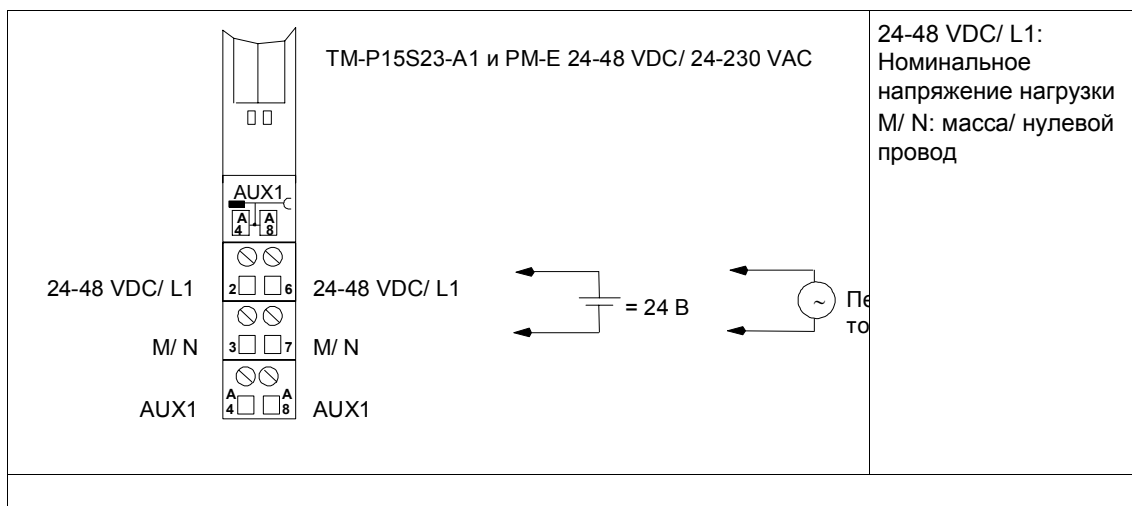 TM-P15S23-A1 и PM-E 24-48 VDC/ 24-230 VAC
24-48 VDC/ L1:
Номинальное
напряжение нагрузки
M/ N: масса/ нулевой
провод
AUX1
A 4 A 8
24-48 VDC/ L1 2 6 24-48 VDC/ L1
= 24 В
~
M/ N 3 7 M/ N
AUX1 A 4 A 8 AUX1